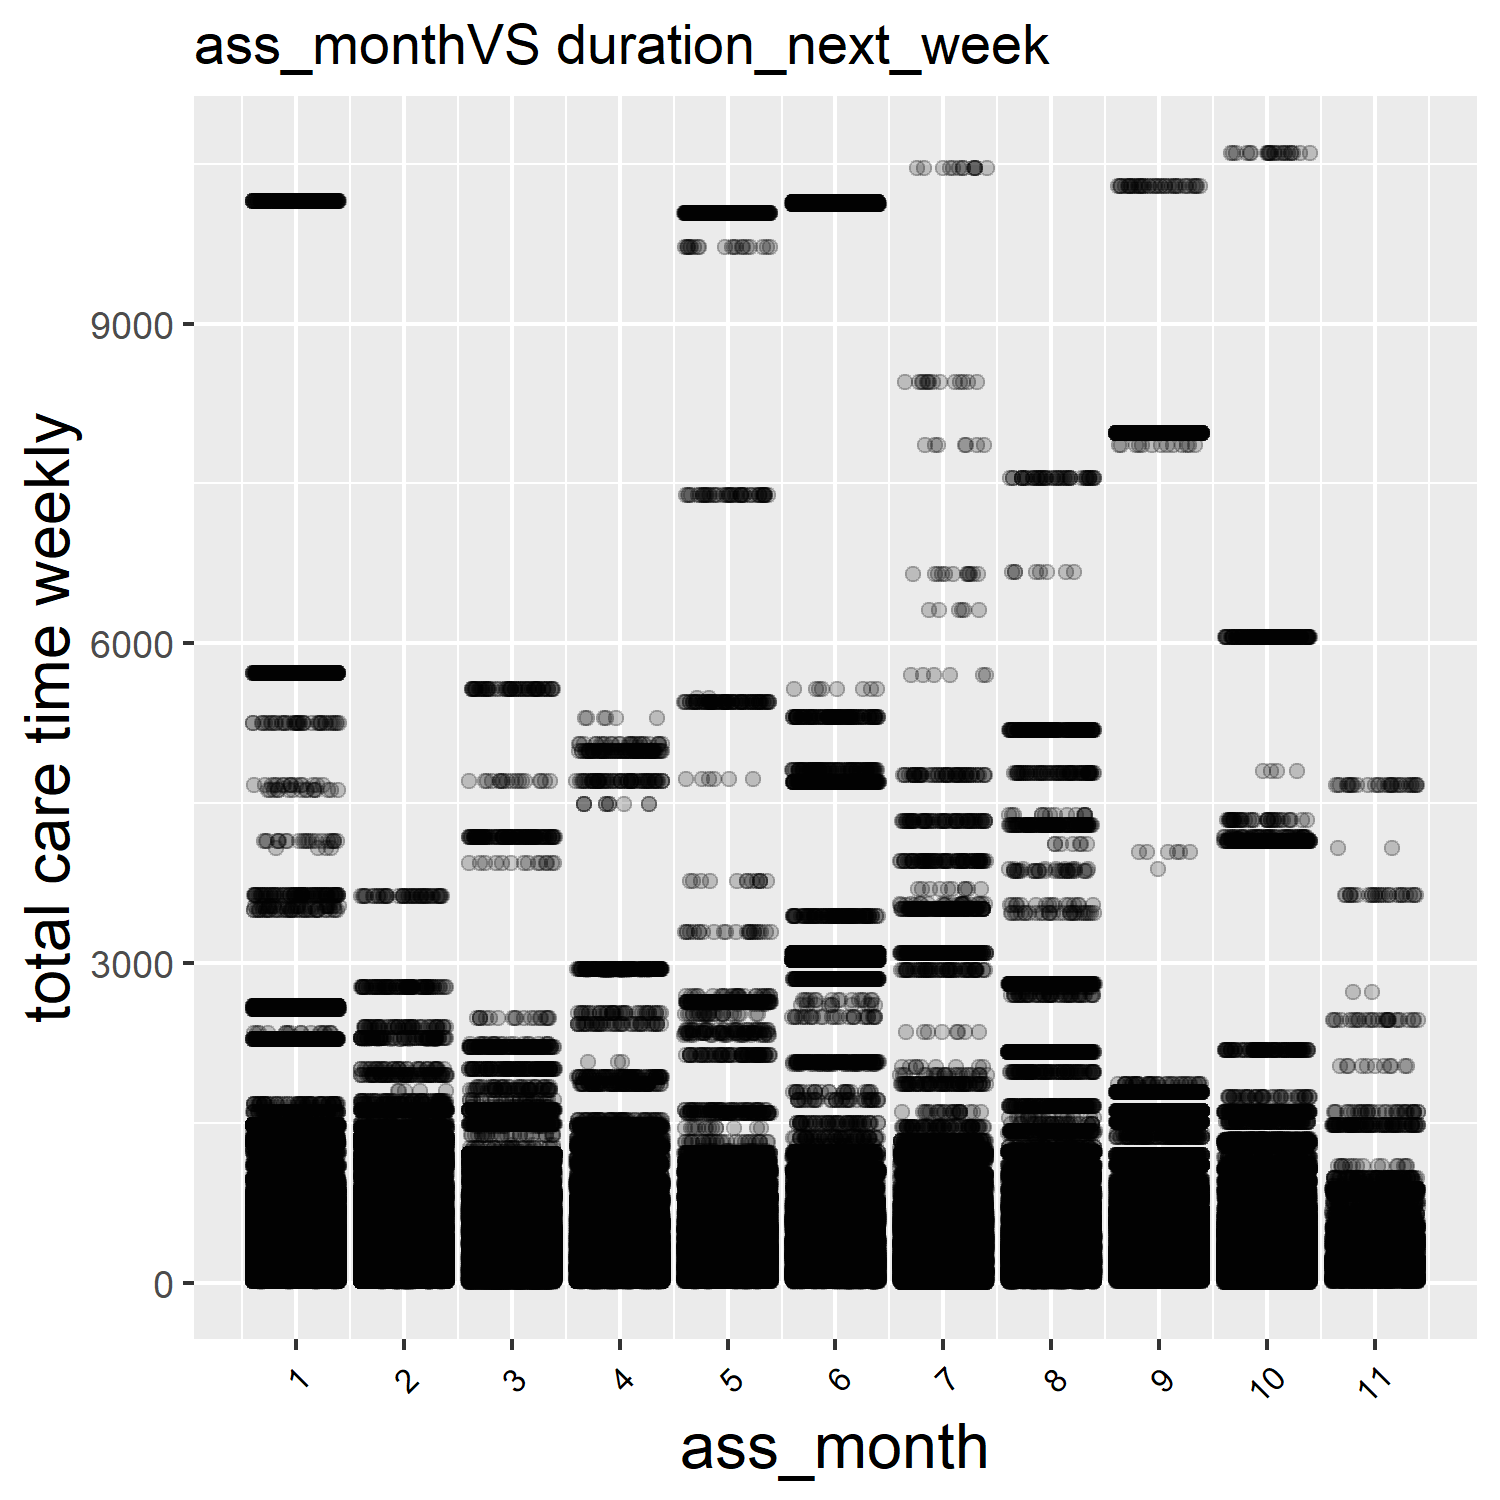 ass_monthVS duration_next_week
total care time weekly
9000
6000
3000
0
1 2 3 4 5 6 7 8 9 10 11
ass_month